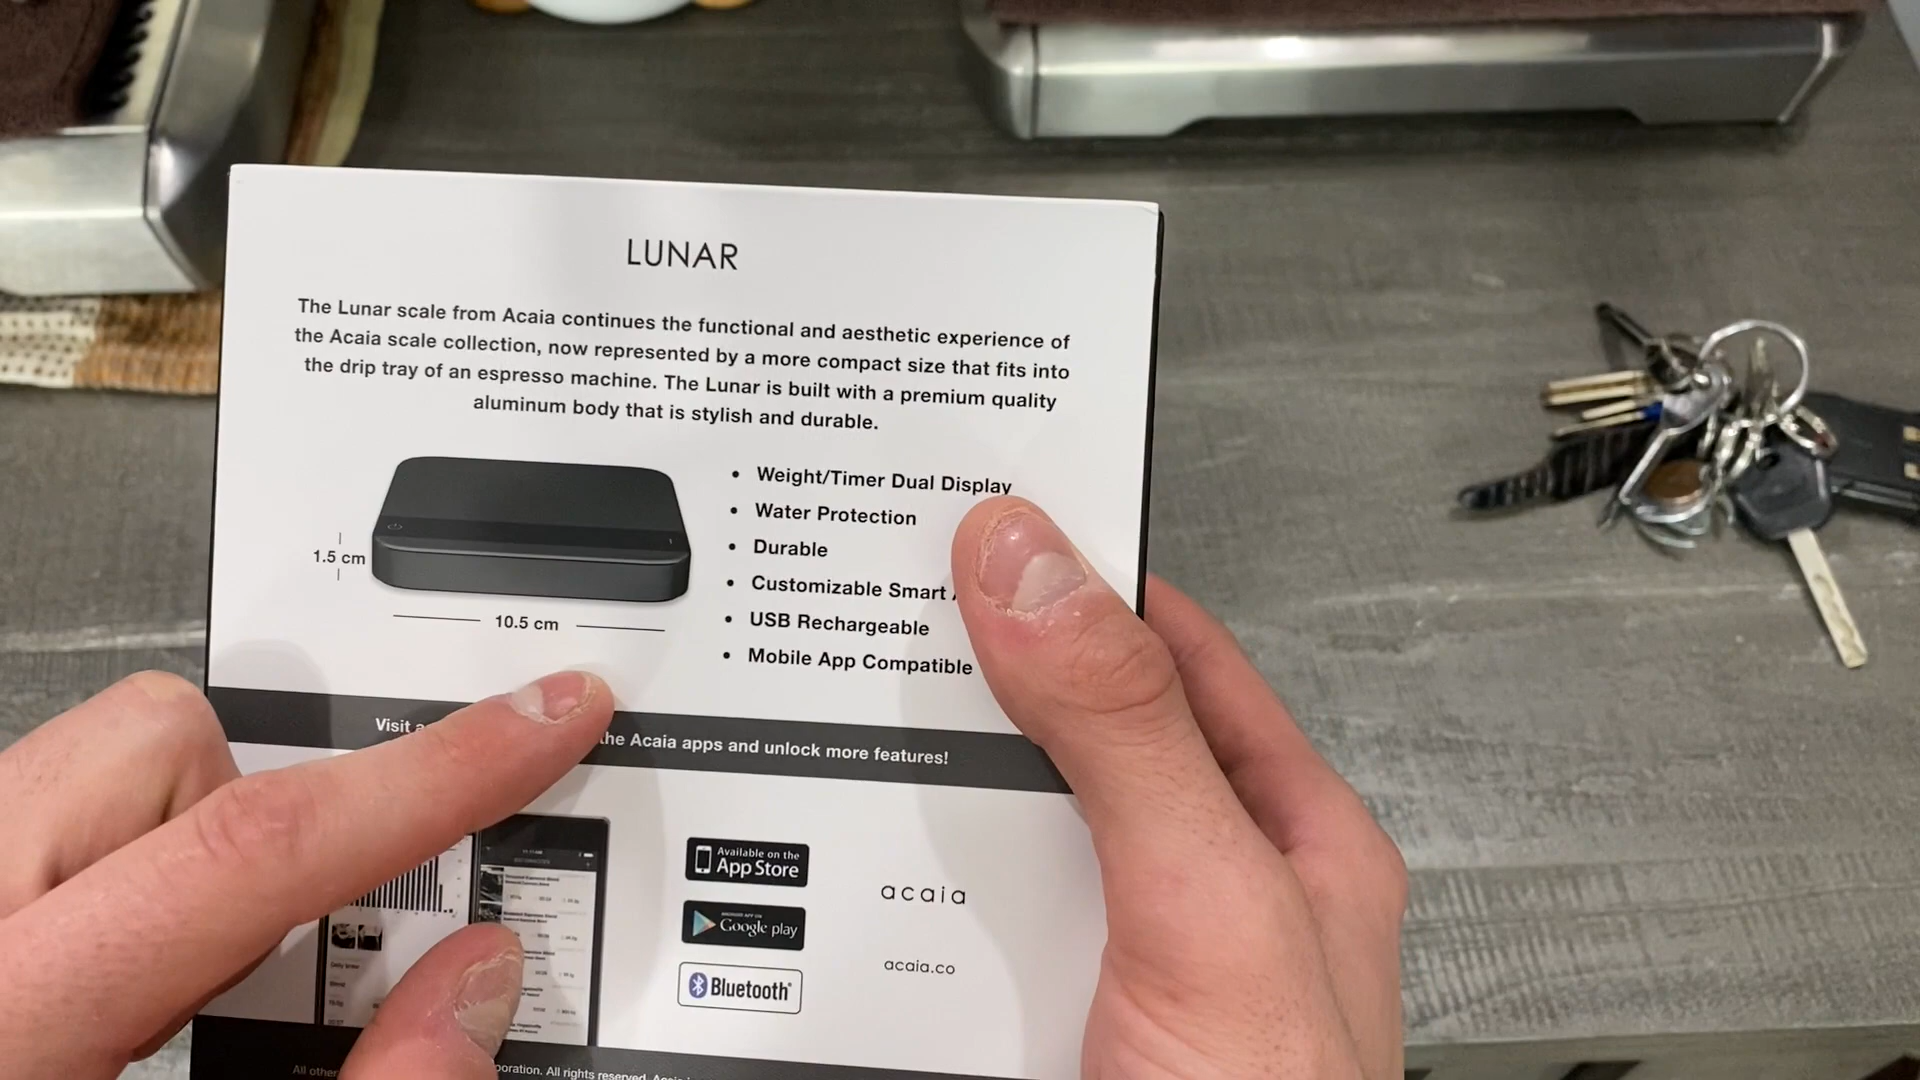 LUNAR
The Lunar scale from Acaia continues the functional and aesthetic experience of
the Acaia scale collection, now represented by a more compact size that fits into
the drip tray of an espresso machine. The Lunar is built with a premium quality
aluminum body that is stylish and durable.
• Weight/Timer Dual Display
• Water Protection
• Durable
• Customizable Smart
• USB Rechargeable
• Mobile App Compatible
1.5 cm
10.5 cm
Visit the Acaia apps and unlock more features!
Available on the
App Store
ANDROID APP ON
Google play
Bluetooth®
acaia
acaia.co
All other All rights reserved.